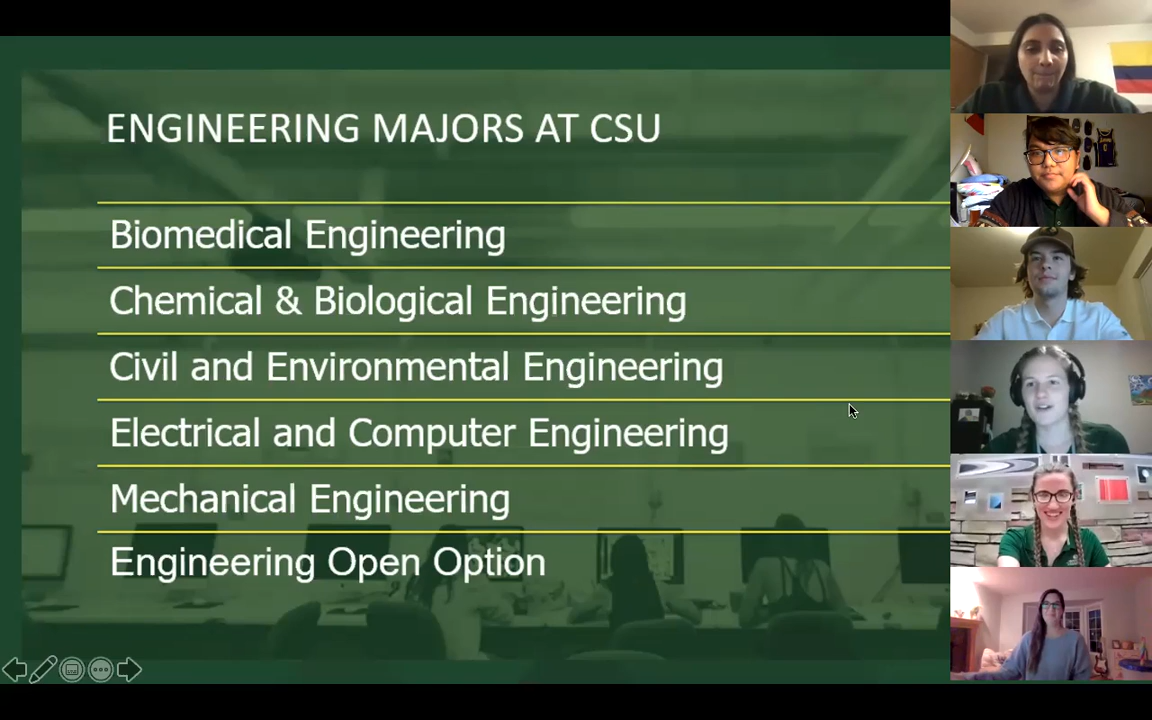 ENGINEERING MAJORS AT CSU
Biomedical Engineering
Chemical & Biological Engineering
Civil and Environmental Engineering
Electrical and Computer Engineering
Mechanical Engineering
Engineering Open Option